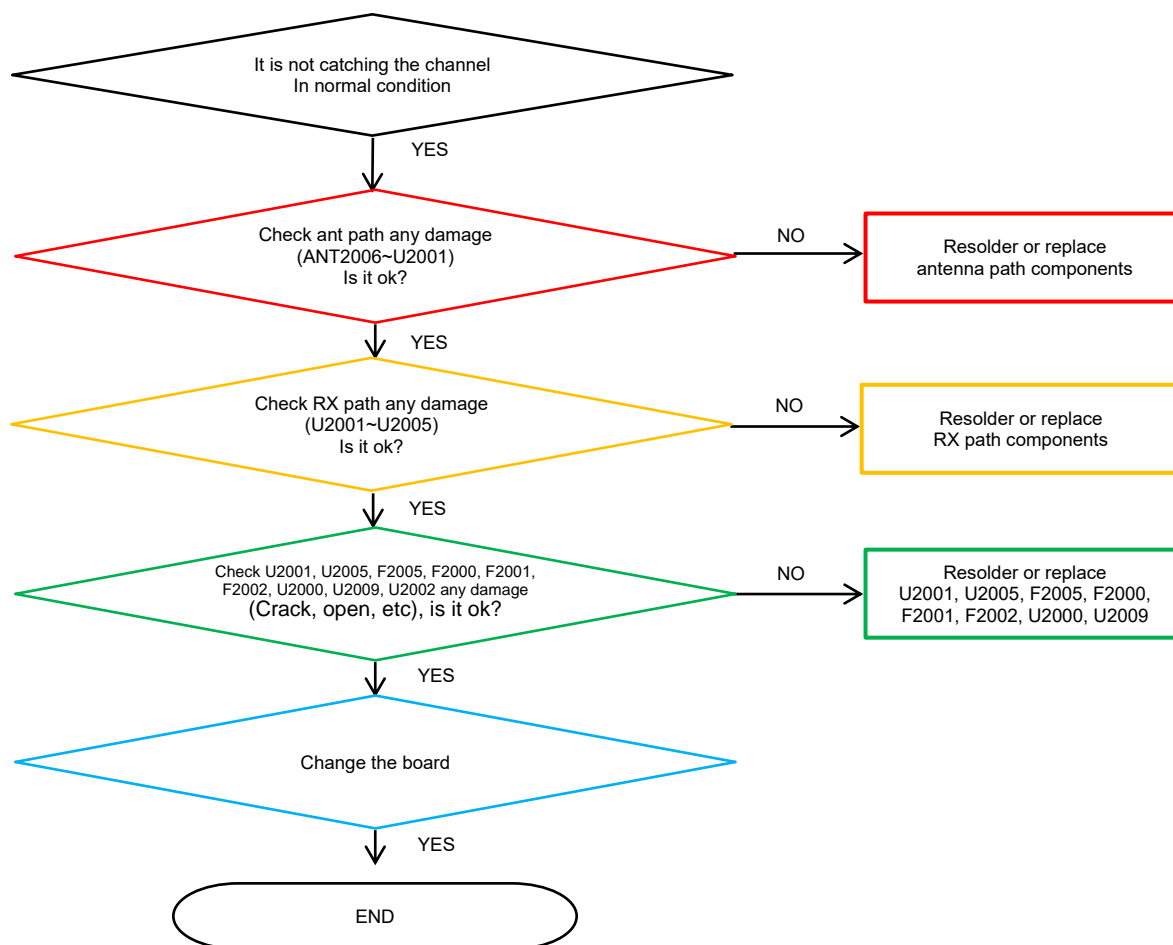 It is not catching the channel
In normal condition
YES
Check ant path any damage
(ANT2006~U2001)
Is it ok?
NO
Resolder or replace
antenna path components
YES
Check RX path any damage
(U2001~U2005)
Is it ok?
NO
Resolder or replace
RX path components
YES
Check U2001, U2005, F2005, F2000, F2001,
F2002, U2000, U2009, U2002 any damage
(Crack, open, etc), is it ok?
NO
Resolder or replace
U2001, U2005, F2005, F2000,
F2001, F2002, U2000, U2009
YES
Change the board
YES
END